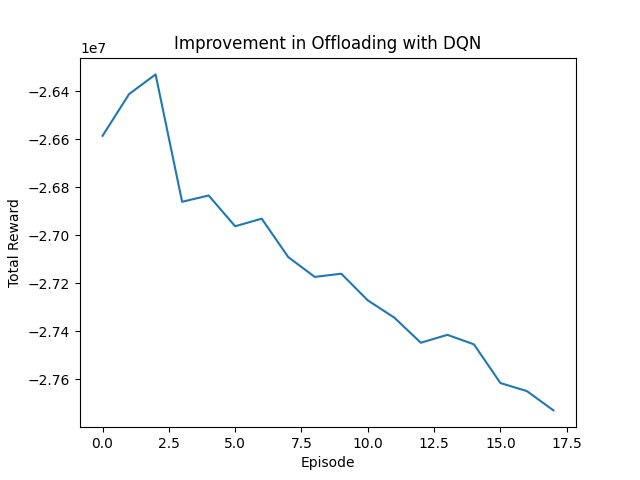 Improvement in Offloading with DQN
1e7
−2.64
−2.66
−2.68
−2.70
−2.72
−2.74
−2.76
Total Reward
0.0 2.5 5.0 7.5 10.0 12.5 15.0 17.5
Episode